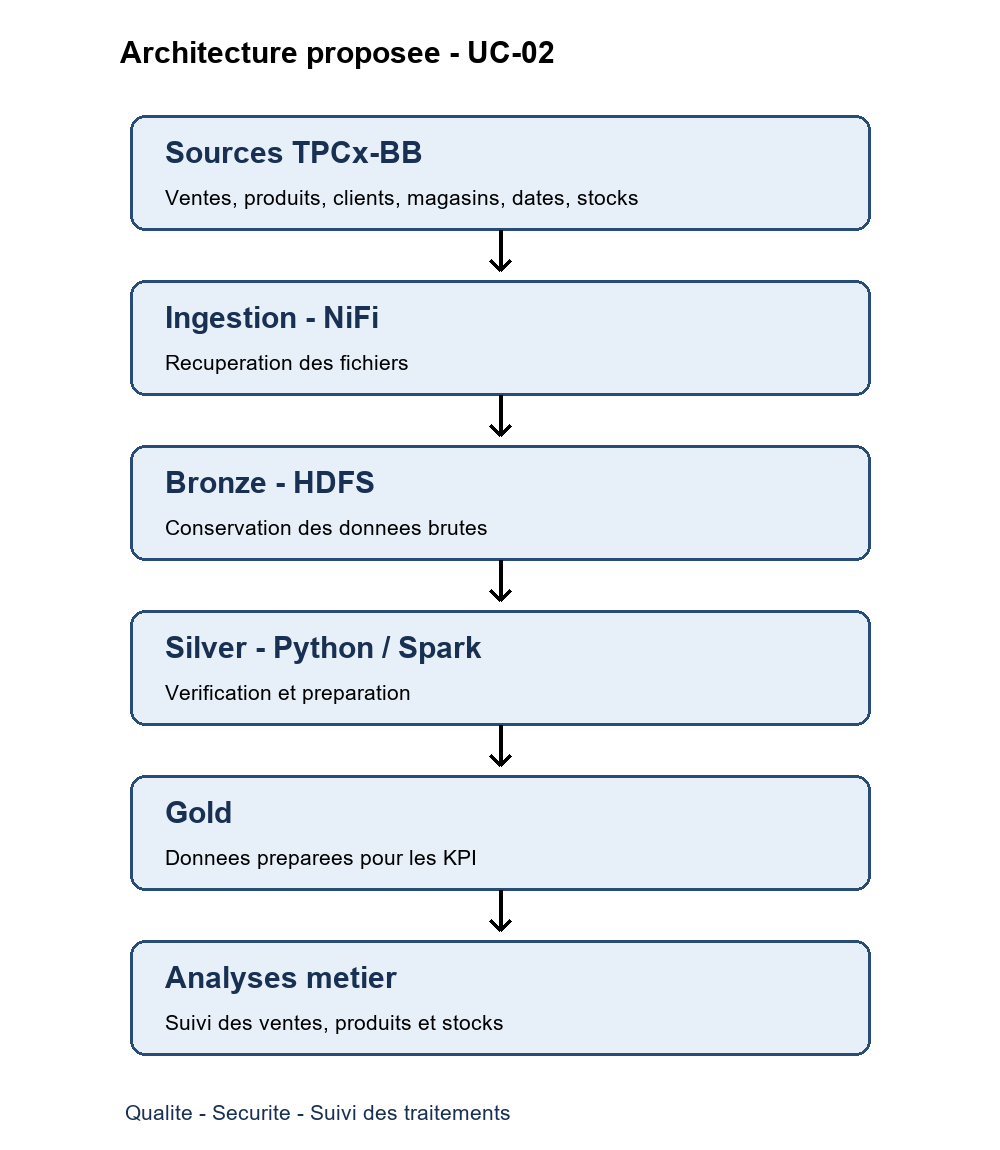 Architecture proposee - UC-02
Sources TPCx-BB
Ventes, produits, clients, magasins, dates, stocks
Ingestion - NiFi
Recuperation des fichiers
Bronze - HDFS
Conservation des donnees brutes
Silver - Python / Spark
Verification et preparation
Gold
Donnees preparees pour les KPI
Analyses metier
Suivi des ventes, produits et stocks
Qualite - Securite - Suivi des traitements